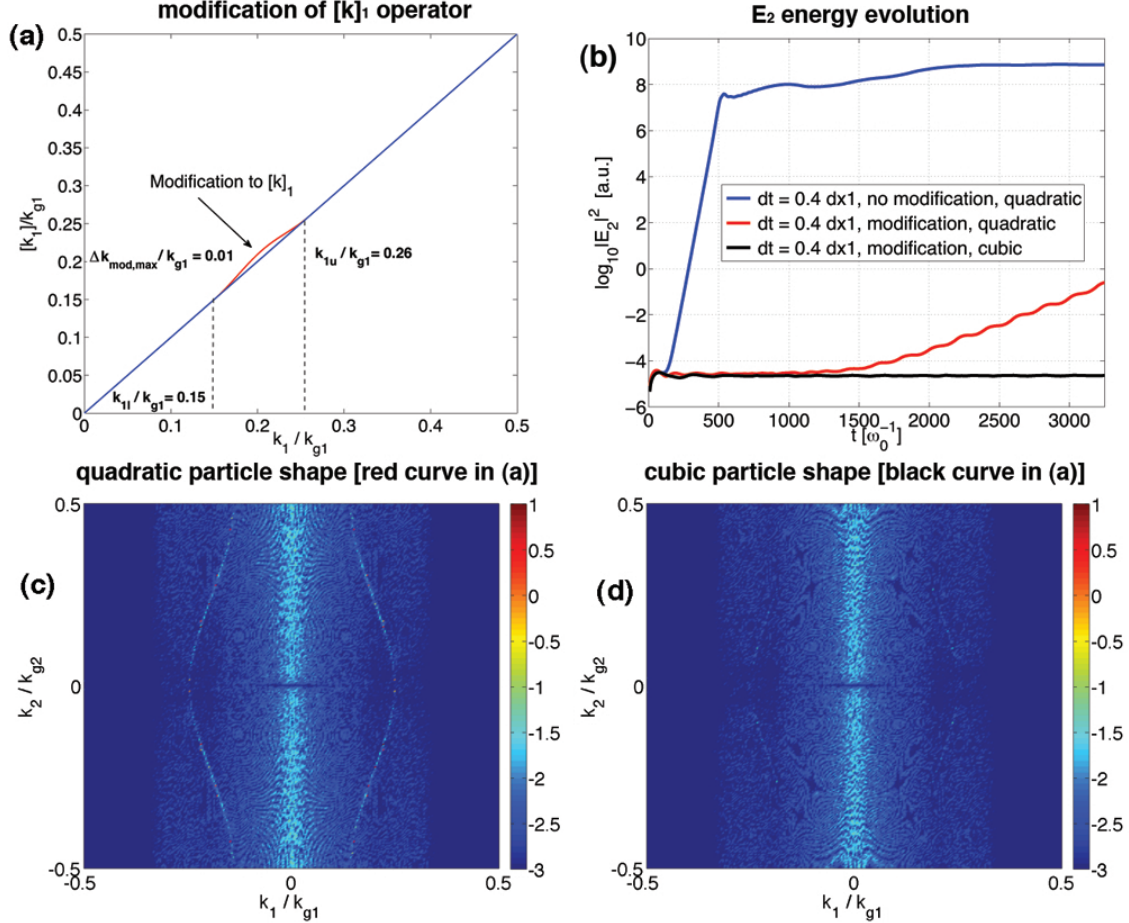 modification of [k]₁ operator
(a)
[k₁]/k_g1
0.5
0.45
0.4
0.35
0.3
0.25
0.2
0.15
0.1
0.05
0
Modification to [k]₁
Δk_mod,max / k_g1 = 0.01
k_1u / k_g1 = 0.26
k_1l / k_g1 = 0.15
0 0.1 0.2 0.3 0.4 0.5
k₁ / k_g1
E₂ energy evolution
(b)
log₁₀|E₂|² [a.u.]
10
8
6
4
2
0
−2
−4
−6
dt = 0.4 dx1, no modification, quadratic
dt = 0.4 dx1, modification, quadratic
dt = 0.4 dx1, modification, cubic
0 500 1000 1500 2000 2500 3000
t [ω₀⁻¹]
quadratic particle shape [red curve in (a)]
(c)
k₂ / k_g2
0.5
0
-0.5
-0.5 0 0.5
k₁ / k_g1
1
0.5
0
-0.5
-1
-1.5
-2
-2.5
-3
cubic particle shape [black curve in (a)]
(d)
k₂ / k_g2
0.5
0
-0.5
-0.5 0 0.5
k₁ / k_g1
1
0.5
0
-0.5
-1
-1.5
-2
-2.5
-3